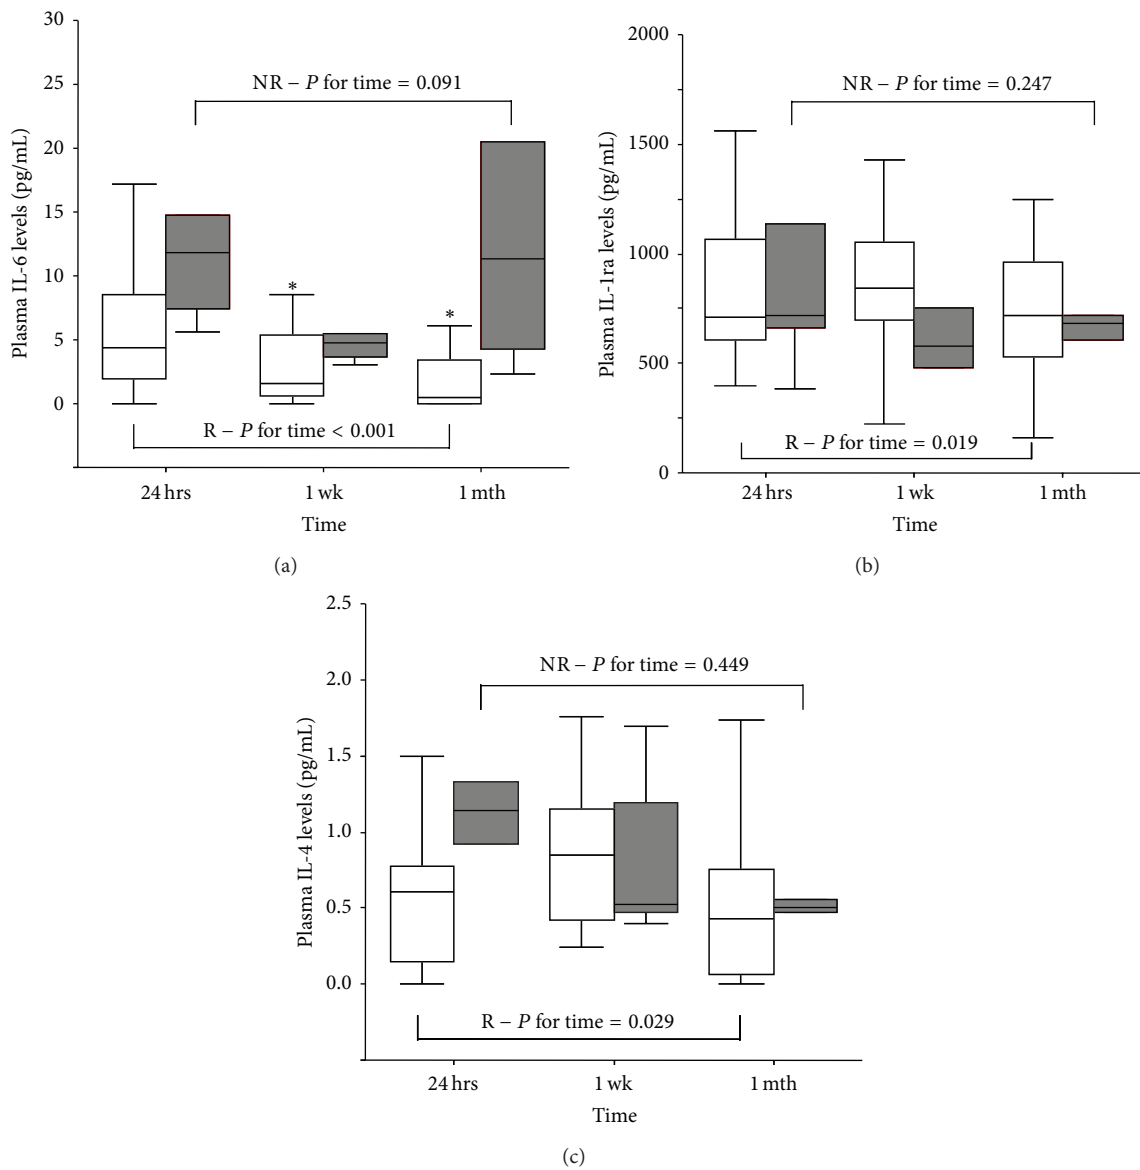 30
25
20
15
10
5
0
Plasma IL-6 levels (pg/mL)
NR – P for time = 0.091
*
*
R – P for time < 0.001
24 hrs
1 wk
1 mth
Time
(a)
2000
1500
1000
500
0
Plasma IL-1ra levels (pg/mL)
NR – P for time = 0.247
R – P for time = 0.019
24 hrs
1 wk
1 mth
Time
(b)
2.5
2.0
1.5
1.0
0.5
0.0
Plasma IL-4 levels (pg/mL)
NR – P for time = 0.449
R – P for time = 0.029
24 hrs
1 wk
1 mth
Time
(c)